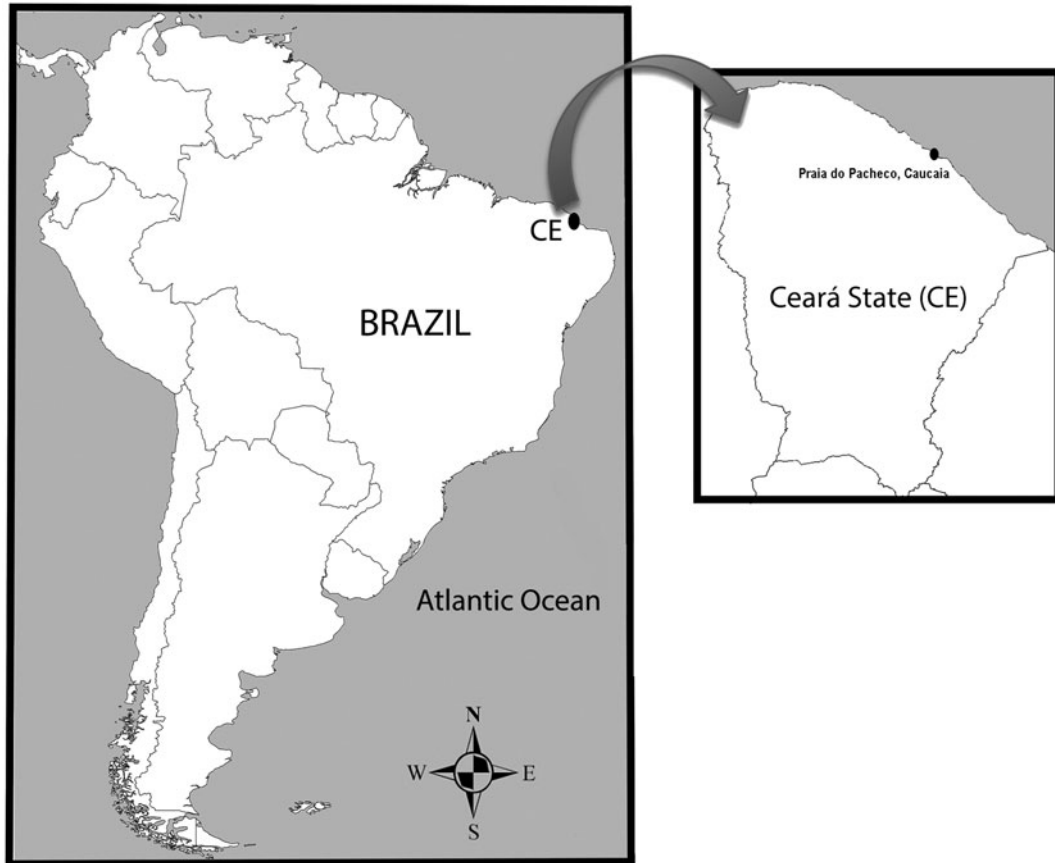 CE
BRAZIL
Atlantic Ocean
N
W
E
S
Praia do Pacheco, Caucaia
Ceará State (CE)